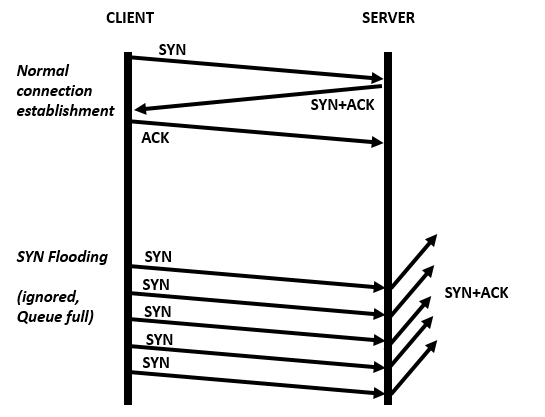 CLIENT
SERVER
SYN
Normal
connection
establishment
SYN+ACK
ACK
SYN Flooding
(ignored,
Queue full)
SYN
SYN
SYN
SYN
SYN
SYN+ACK